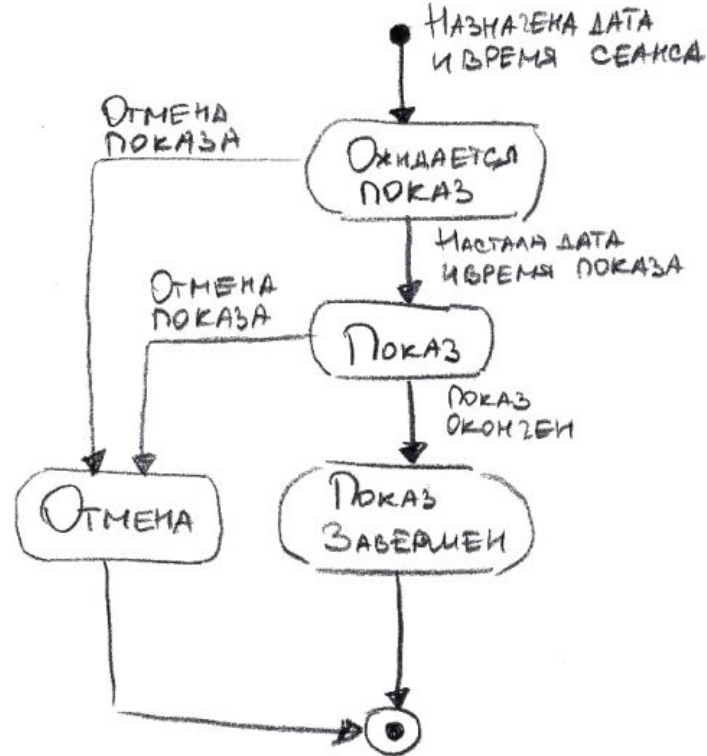 НАЗНАЧЕНА ДАТА
И ВРЕМЯ СЕАНСА
ОТМЕНА
ПОКАЗА
ОЖИДАЕТСЯ
ПОКАЗ
НАСТАЛА ДАТА
И ВРЕМЯ ПОКАЗА
ОТМЕНА
ПОКАЗА
ПОКАЗ
ПОКАЗ
ОКОНЧЕН
ОТМЕНА
ПОКАЗ
ЗАВЕРШЕН